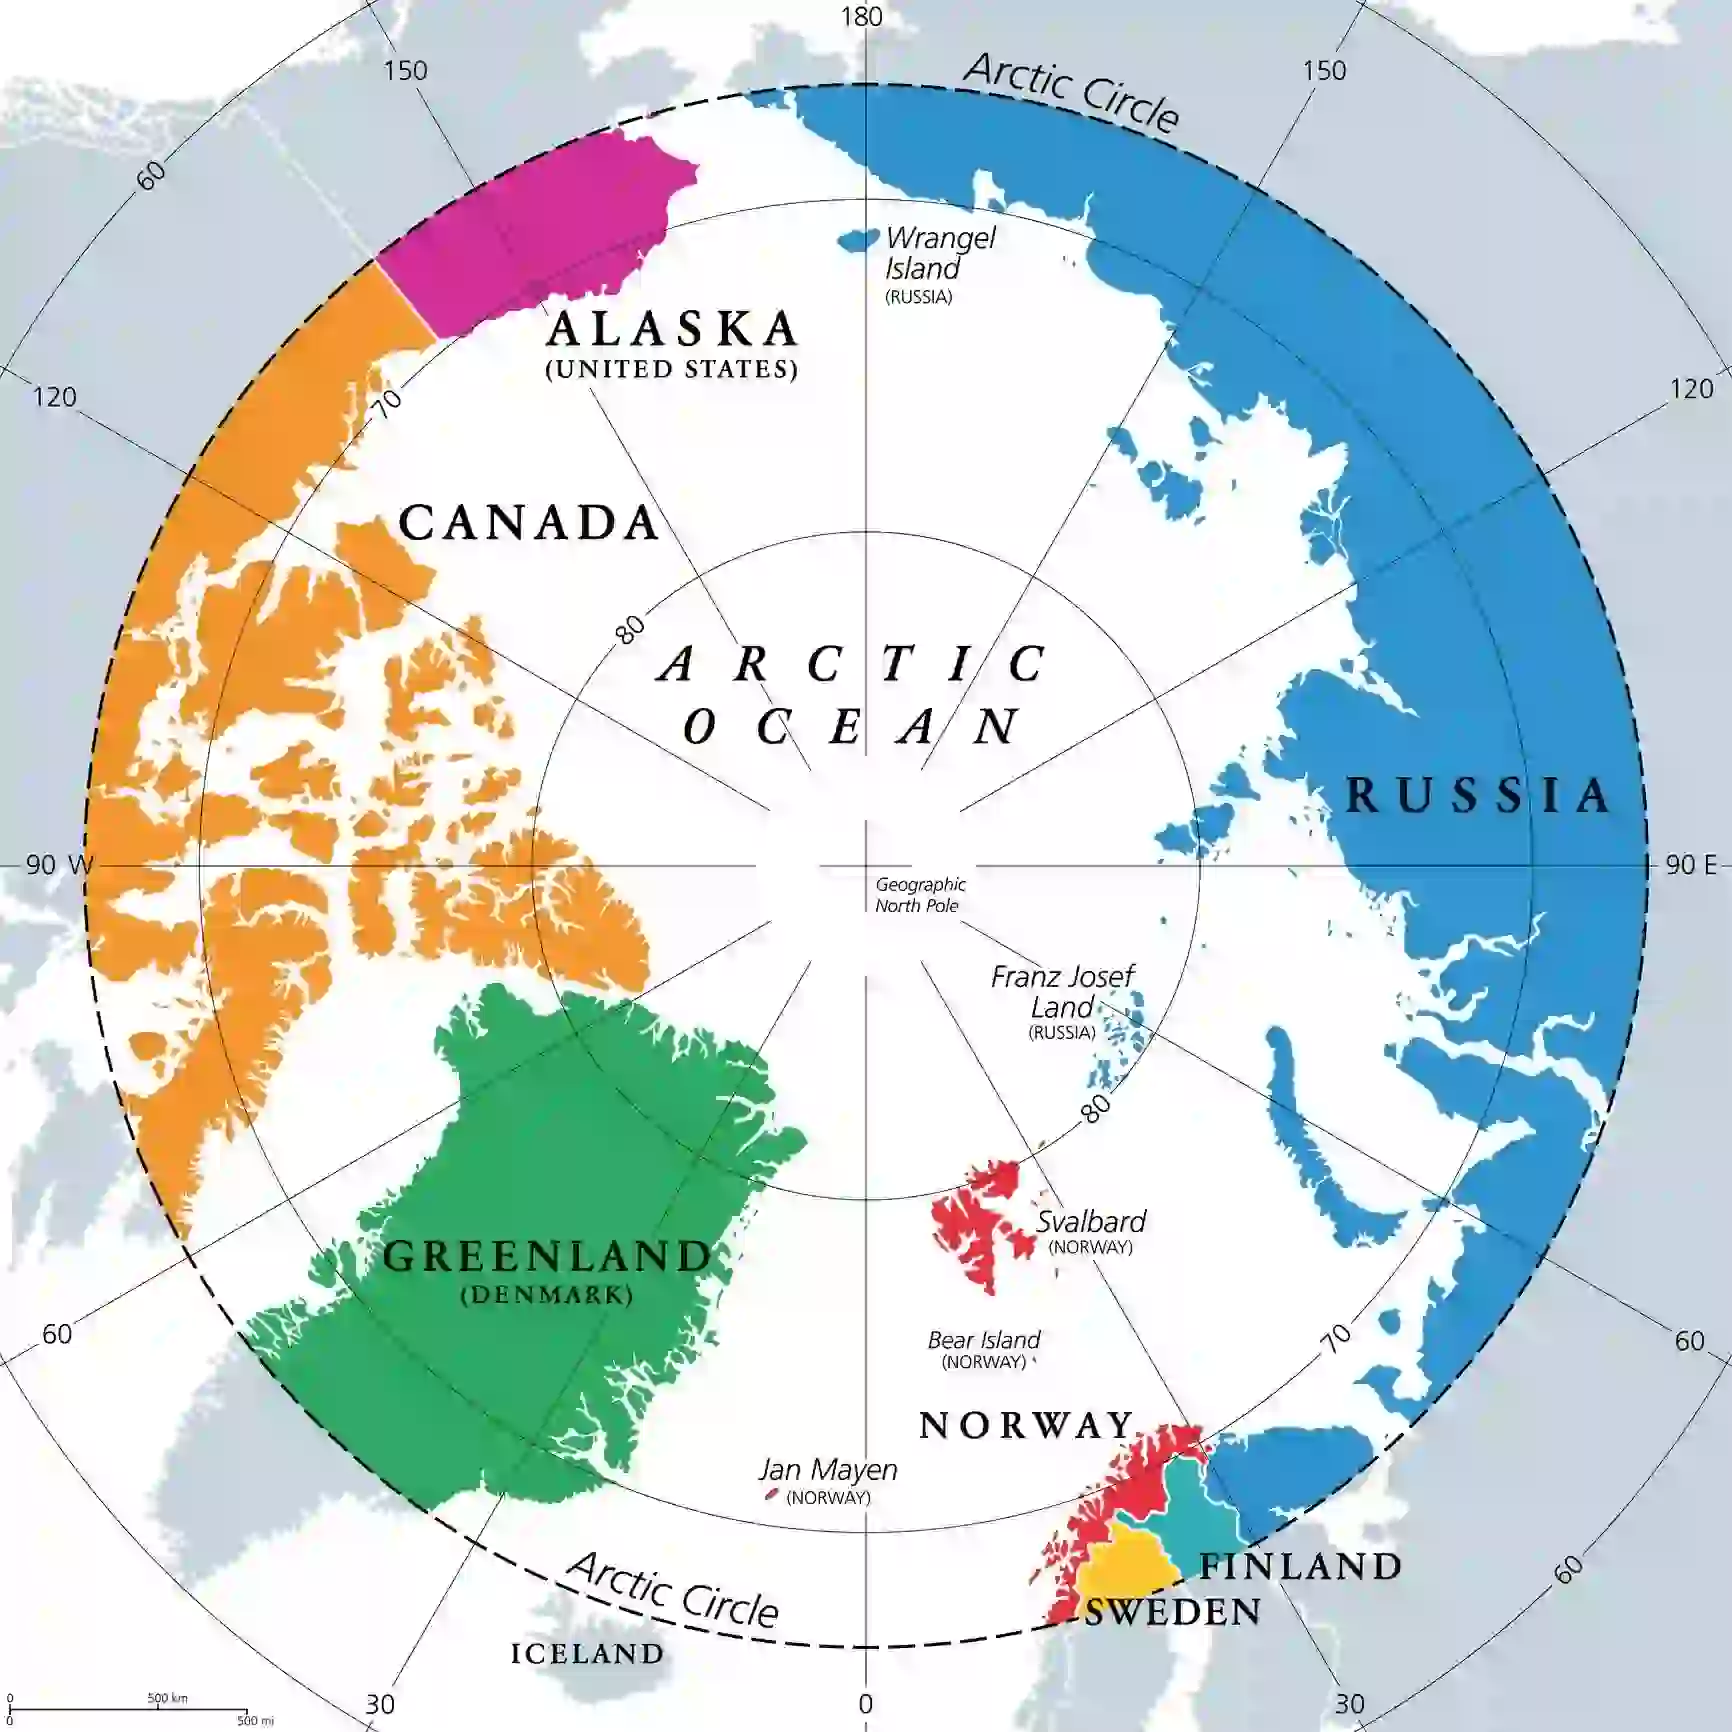 180
150
Arctic Circle
150
60
Wrangel
Island
(RUSSIA)
ALASKA
(UNITED STATES)
120
70
120
CANADA
80
ARCTIC
OCEAN
RUSSIA
90 W
90 E
Geographic
North Pole
Franz Josef
Land
(RUSSIA)
80
Svalbard
(NORWAY)
GREENLAND
(DENMARK)
60
Bear Island
(NORWAY)
70
60
NORWAY
Jan Mayen
(NORWAY)
Arctic Circle
FINLAND
60
SWEDEN
ICELAND
0 500 km
0 500 mi
30
0
30